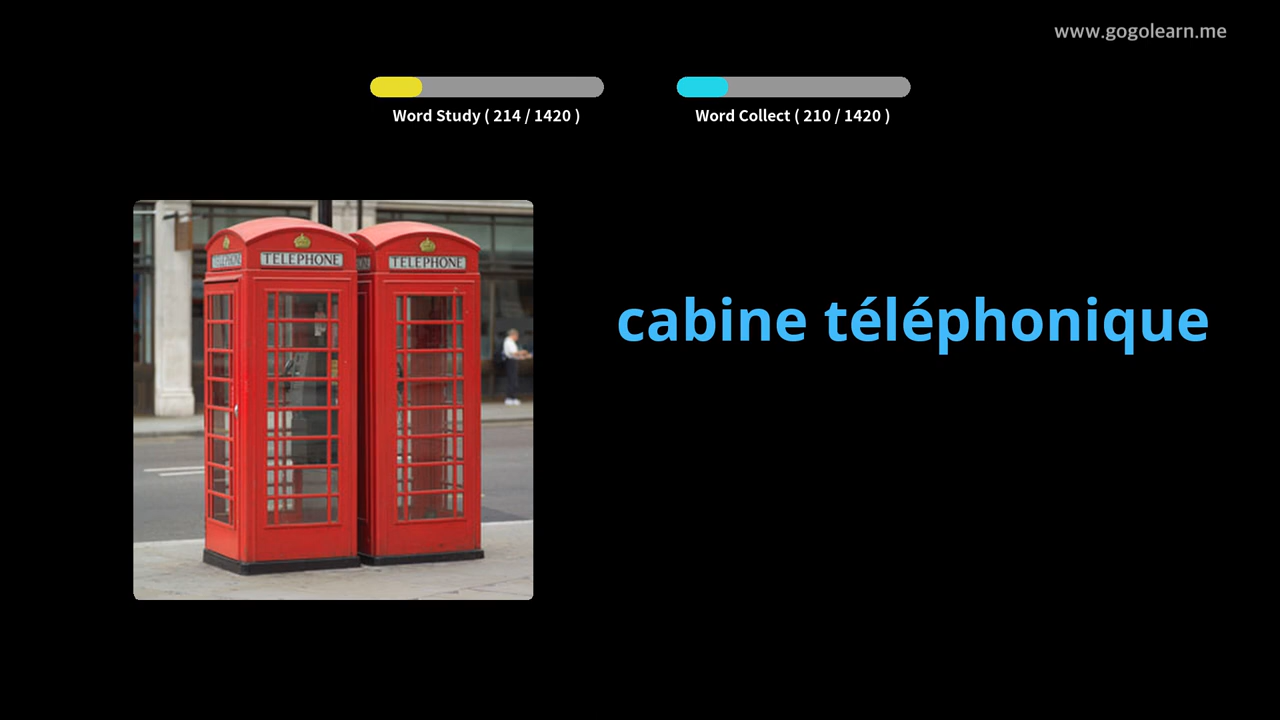 www.gogolearn.me
Word Study ( 214 / 1420 )
Word Collect ( 210 / 1420 )
TELEPHONE
TELEPHONE
cabine téléphonique